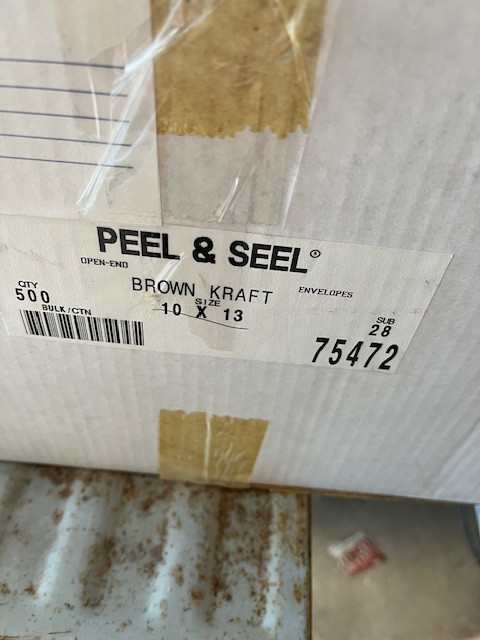 PEEL & SEEL®
OPEN-END
BROWN KRAFT ENVELOPES
QTY
500
BULK/CTN
SIZE
10 X 13
SUB
28
75472